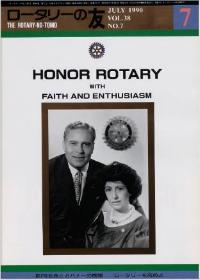 ロータリーの友
THE ROTARY-NO-TOMO
JULY 1990
VOL.38
NO.7
7
HONOR ROTARY
WITH
FAITH AND ENTHUSIASM